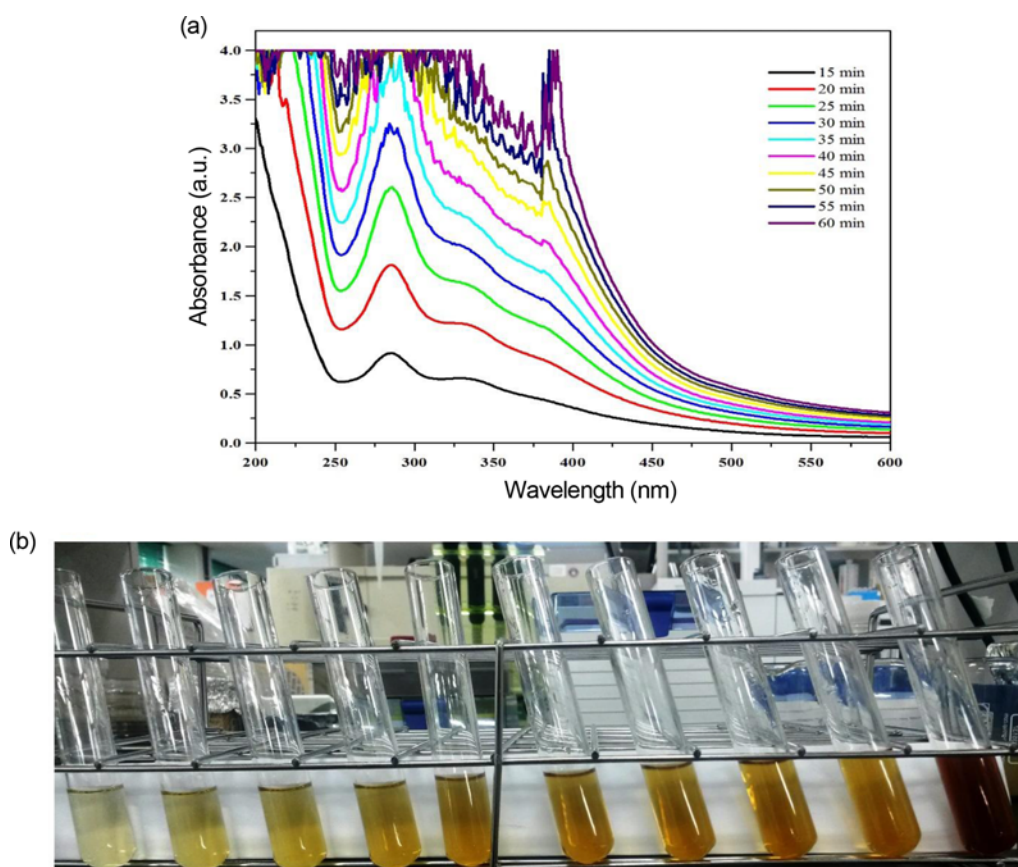 (a)
4.0
3.5
3.0
2.5
2.0
1.5
1.0
0.5
0.0
Absorbance (a.u.)
200 250 300 350 400 450 500 550 600
Wavelength (nm)
15 min
20 min
25 min
30 min
35 min
40 min
45 min
50 min
55 min
60 min
(b)